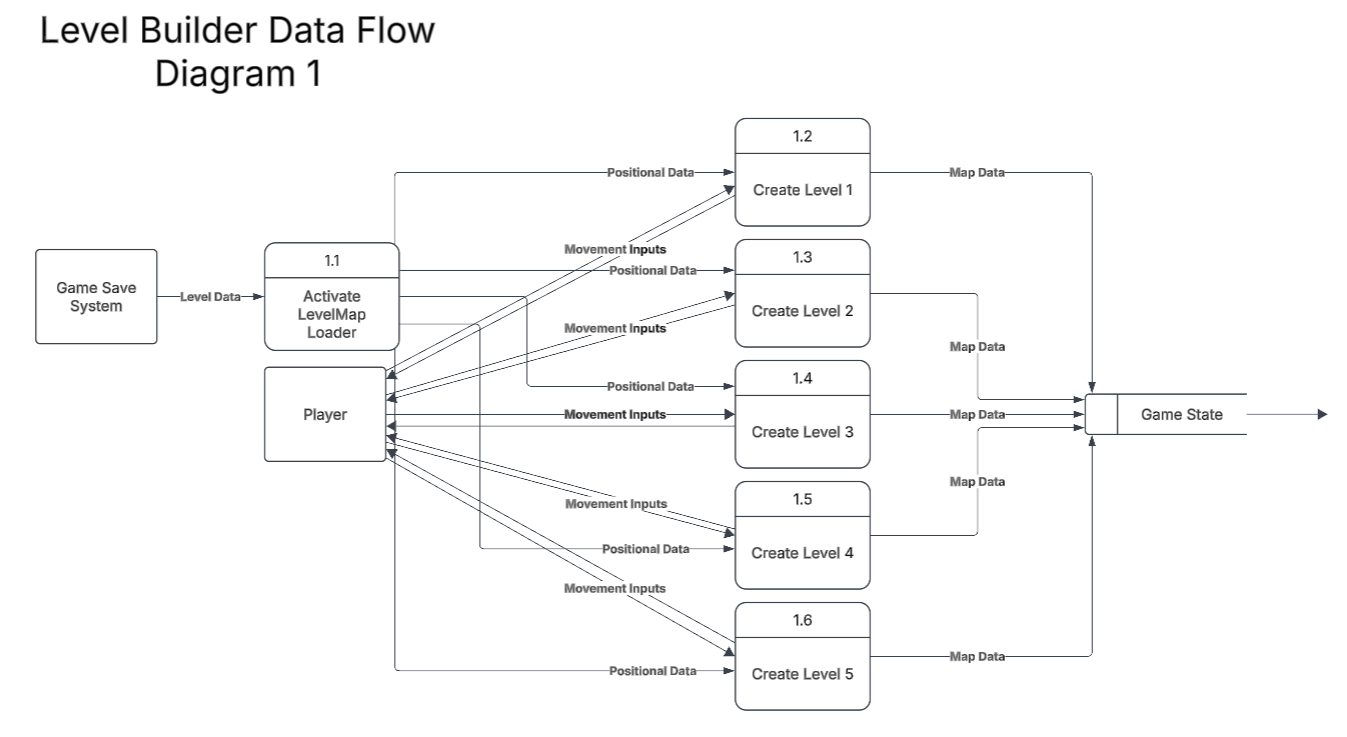 Level Builder Data Flow
Diagram 1
1.2
Positional Data
Map Data
Create Level 1
Movement Inputs
1.1
1.3
Positional Data
Game Save
System
Level Data
Activate
LevelMap
Loader
Create Level 2
Movement Inputs
Map Data
1.4
Positional Data
Player
Movement Inputs
Create Level 3
Map Data
Game State
Map Data
1.5
Movement Inputs
Positional Data
Create Level 4
Movement Inputs
1.6
Map Data
Positional Data
Create Level 5